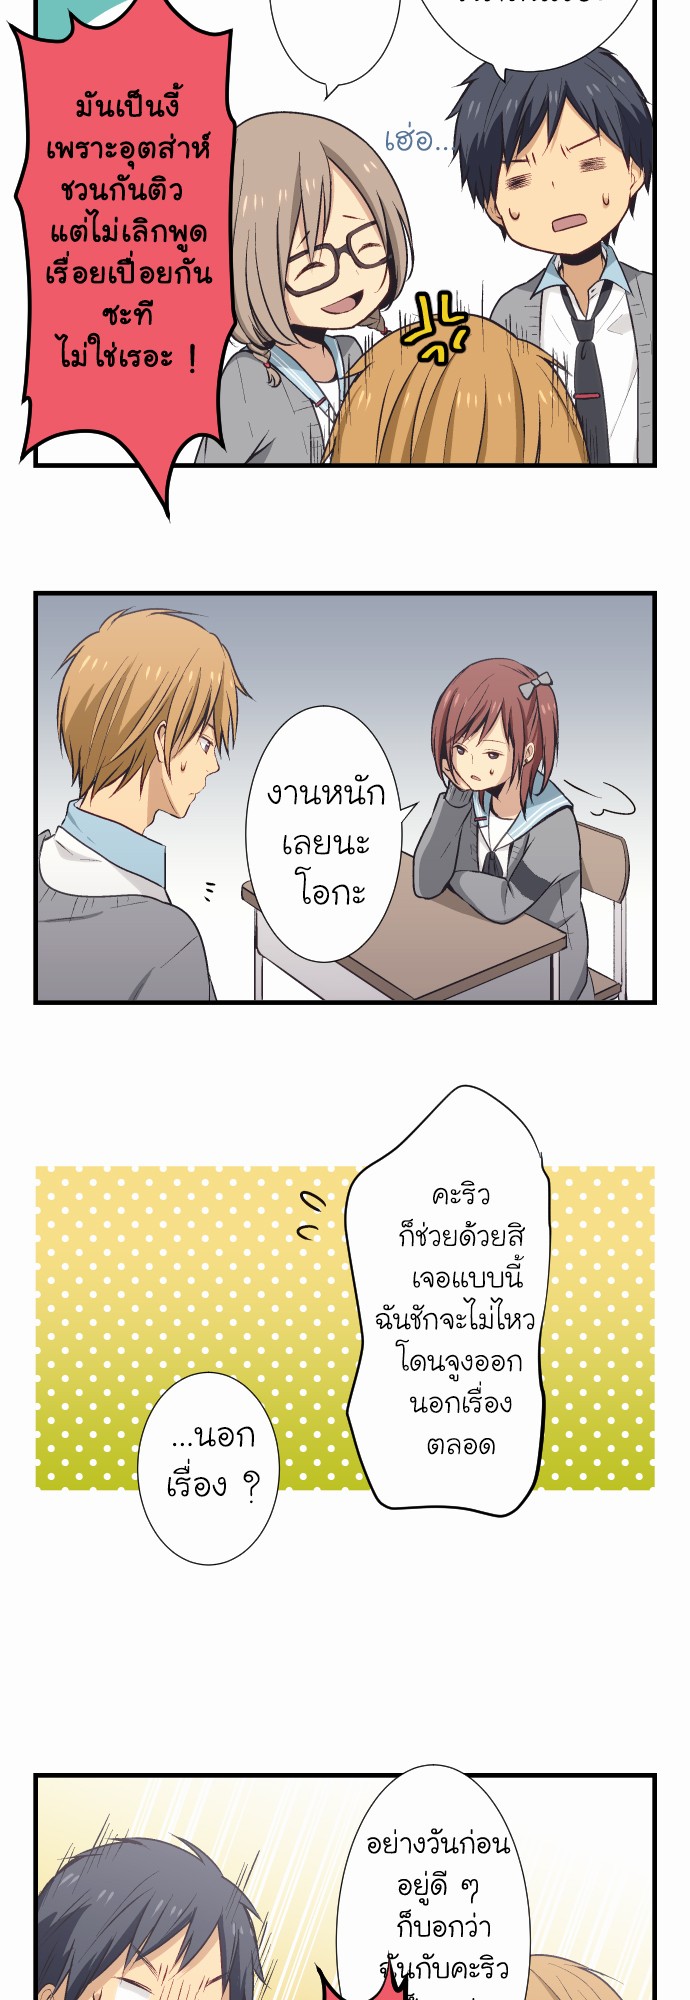 มันเป็นงี้
เพราะอุตส่าห์
ชวนกันติว
แต่ไม่เลิกพูด
เรื่อยเปื่อยกัน
ซะที
ไม่ใช่เรอะ !
เฮ่อ...
งานหนัก
เลยนะ
โอกะ
คะริว
ก็ช่วยด้วยสิ
เจอแบบนี้
ฉันชักจะไม่ไหว
โดนจูงออก
นอกเรื่อง
ตลอด
...นอก
เรื่อง ?
อย่างวันก่อน
อยู่ดี ๆ
ก็บอกว่า
ฉันกับคะริว